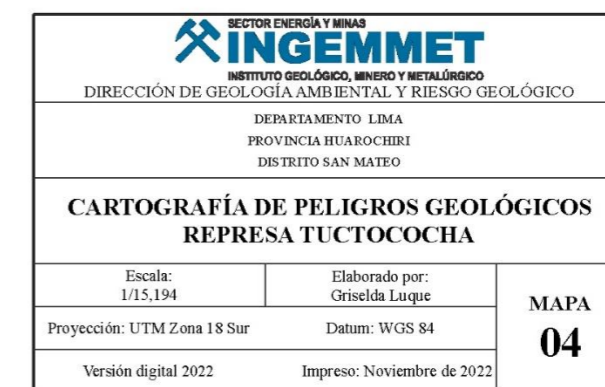 SECTOR ENERGÍA Y MINAS
INGEMMET
INSTITUTO GEOLÓGICO, MINERO Y METALÚRGICO
DIRECCIÓN DE GEOLOGÍA AMBIENTAL Y RIESGO GEOLÓGICO
DEPARTAMENTO LIMA
PROVINCIA HUAROCHIRI
DISTRITO SAN MATEO
CARTOGRAFÍA DE PELIGROS GEOLÓGICOS
REPRESA TUCTOCOCHA
Escala:
1/15,194
Elaborado por:
Griselda Luque
Proyección: UTM Zona 18 Sur
Datum: WGS 84
Versión digital 2022
Impreso: Noviembre de 2022
MAPA
04